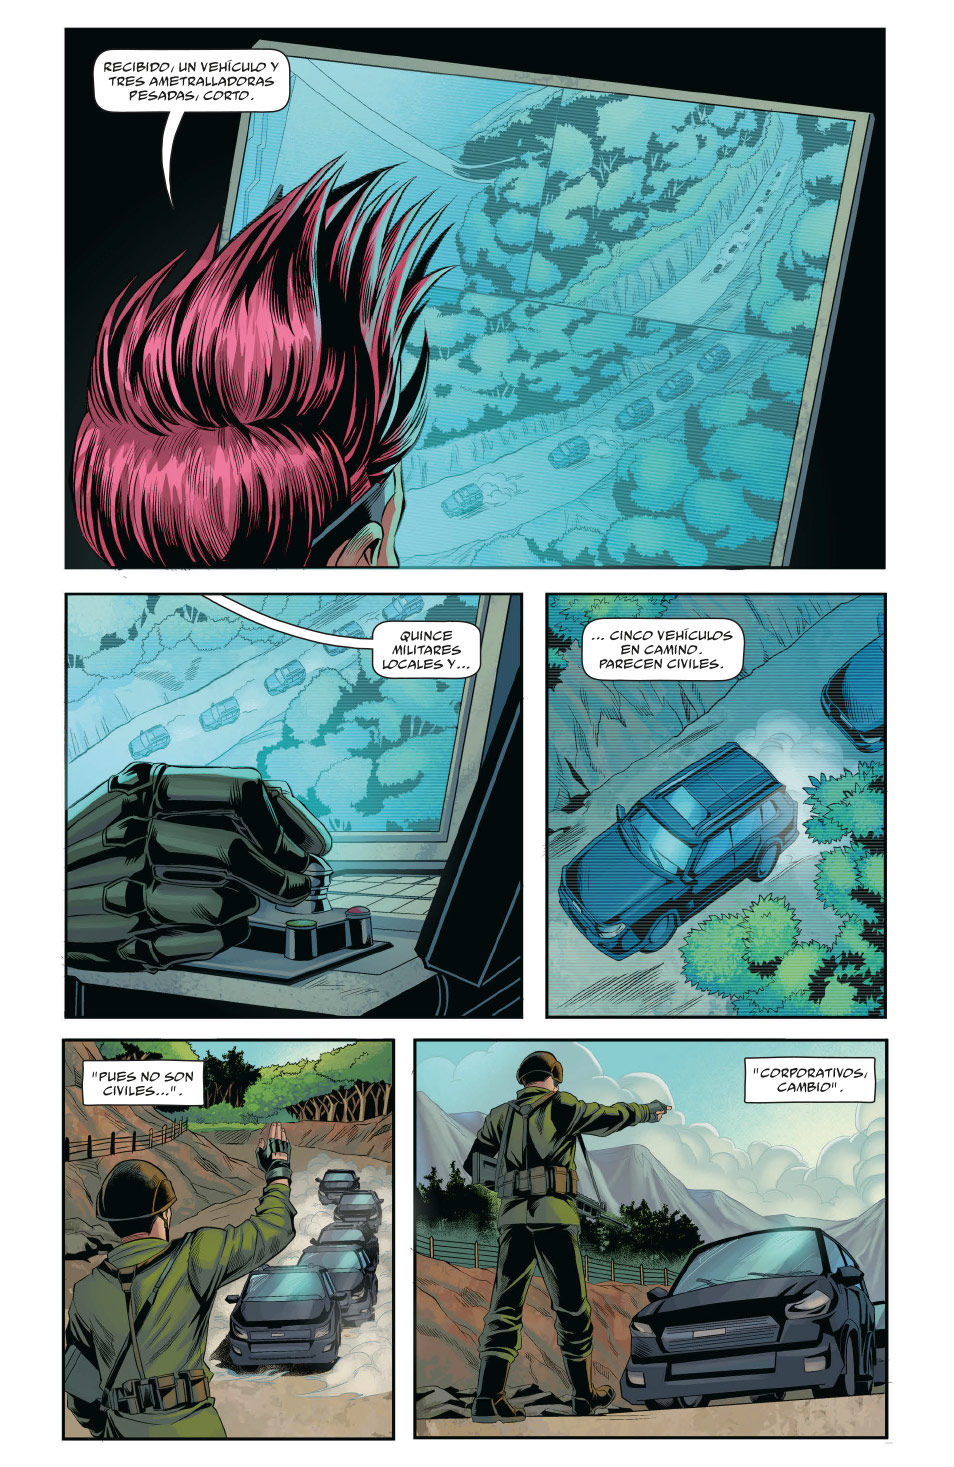 RECIBIDO, UN VEHÍCULO Y
TRES AMETRALLADORAS
PESADAS, CORTO.
QUINCE
MILITARES
LOCALES Y...
... CINCO VEHÍCULOS
EN CAMINO.
PARECEN CIVILES.
"PUES NO SON
CIVILES...".
"CORPORATIVOS,
CAMBIO".